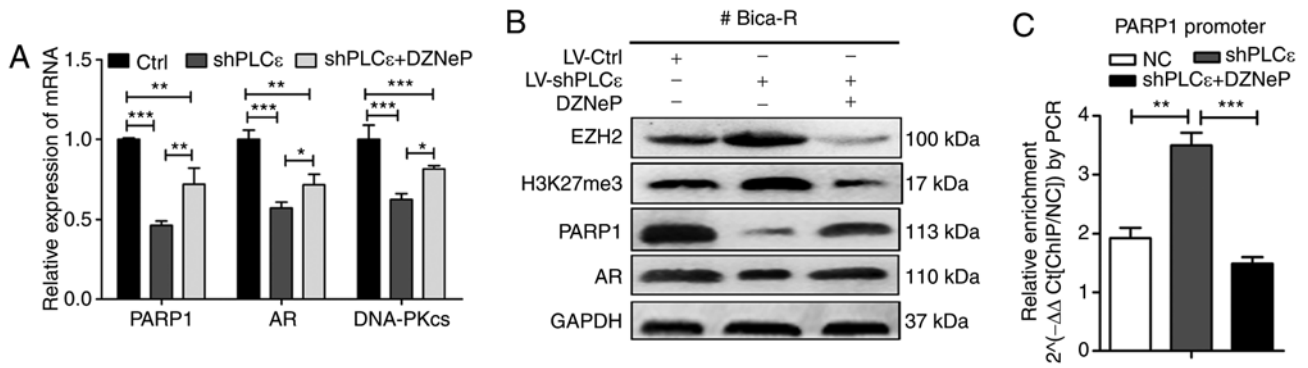 A
Ctrl shPLCε shPLCε+DZNeP
Relative expression of mRNA
1.5
1.0
0.5
0.0
** ** ***
*** *** ***
** * *
PARP1 AR DNA-PKcs
B
# Bica-R
LV-Ctrl + − −
LV-shPLCε − + +
DZNeP − − +
EZH2 100 kDa
H3K27me3 17 kDa
PARP1 113 kDa
AR 110 kDa
GAPDH 37 kDa
C
PARP1 promoter
NC shPLCε
shPLCε+DZNeP
Relative enrichment
2^(−ΔΔ Ct[ChIP/NC]) by PCR
4
3
2
1
0
** ***